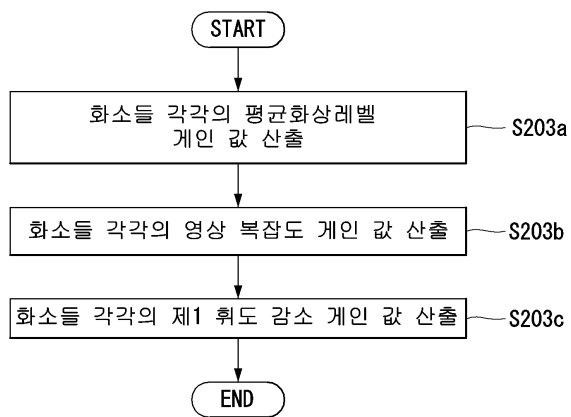 START
화소들 각각의 평균화상레벨
게인 값 산출
S203a
화소들 각각의 영상 복잡도 게인 값 산출
S203b
화소들 각각의 제1 휘도 감소 게인 값 산출
S203c
END